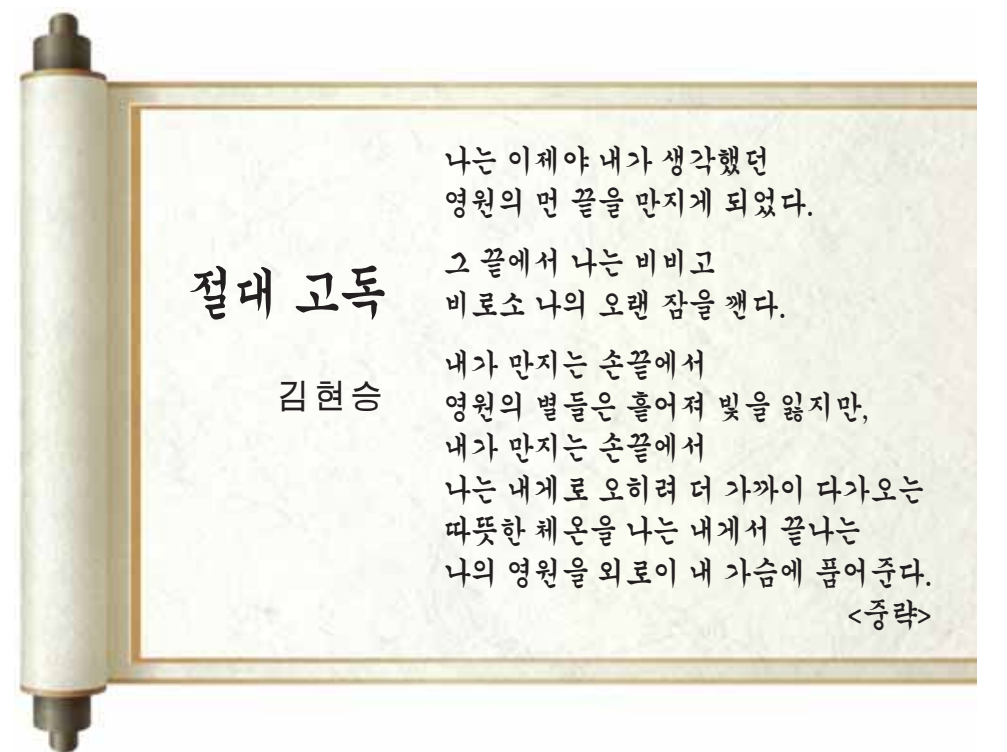 절대 고독
김현승
나는 이제야 내가 생각했던
영원의 먼 끝을 만지게 되었다.
그 끝에서 나는 비비고
비로소 나의 오랜 잠을 깬다.
내가 만지는 손끝에서
영원의 별들은 흩어져 빛을 잃지만,
내가 만지는 손끝에서
나는 내게로 오히려 더 가까이 다가오는
따뜻한 체온을 나는 내게서 끝나는
나의 영원을 외로이 내 가슴에 품어준다.
<중략>